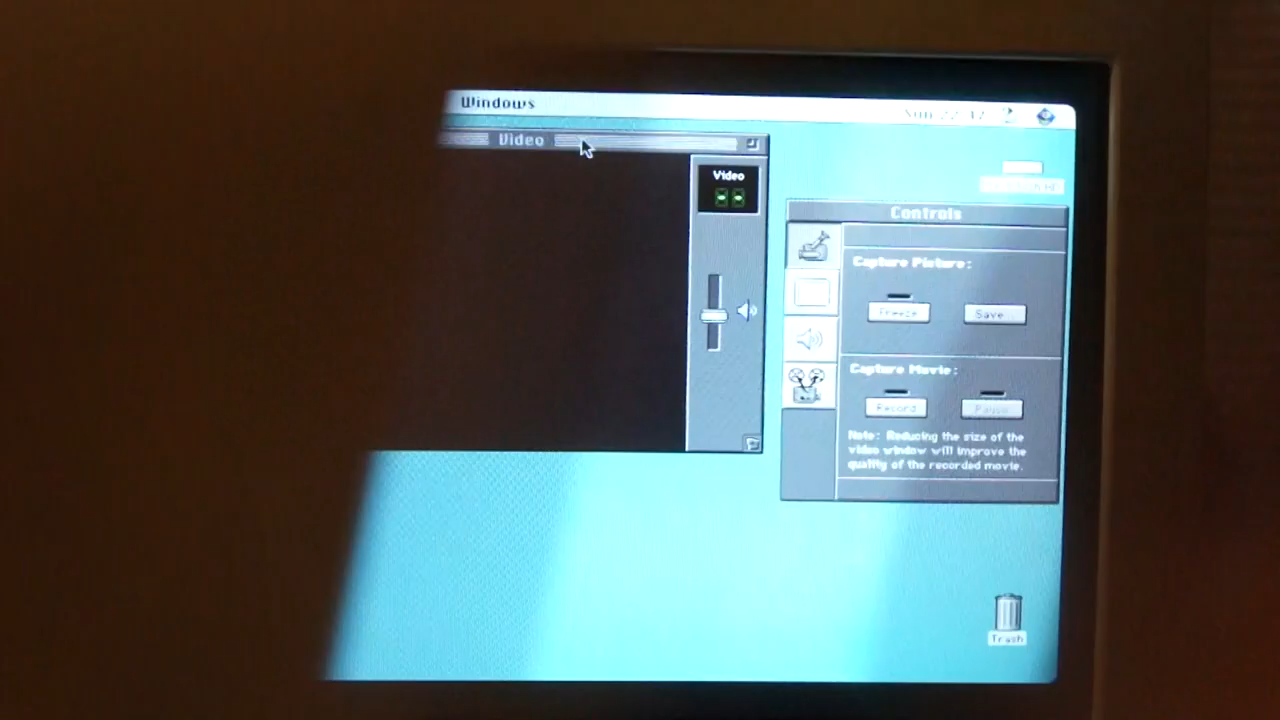 Windows
Video
Video
Controls
Capture Picture:
Freeze
Save...
Capture Movie:
Record
Pause
Note: Reducing the size of the
video window will improve the
quality of the recorded movie.
Trash